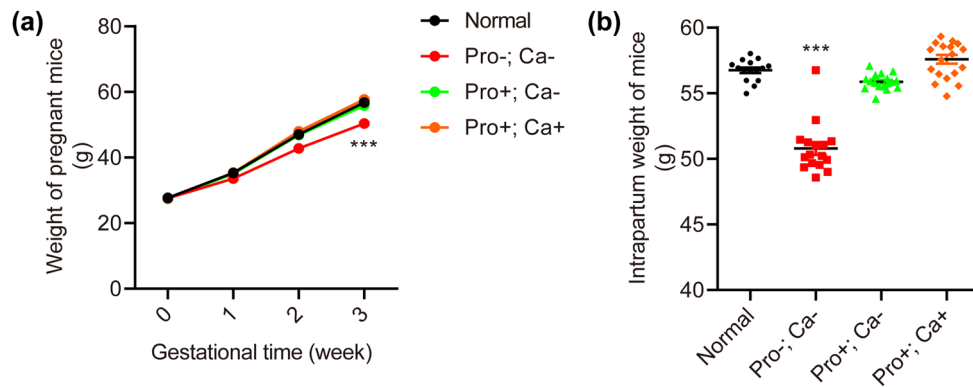 (a)
Weight of pregnant mice
(g)
80
60
40
20
0
0
1
2
3
Gestational time (week)
***
Normal
Pro-; Ca-
Pro+; Ca-
Pro+; Ca+
(b)
Intrapartum weight of mice
(g)
60
55
50
45
40
***
Normal
Pro-; Ca-
Pro+; Ca-
Pro+; Ca+